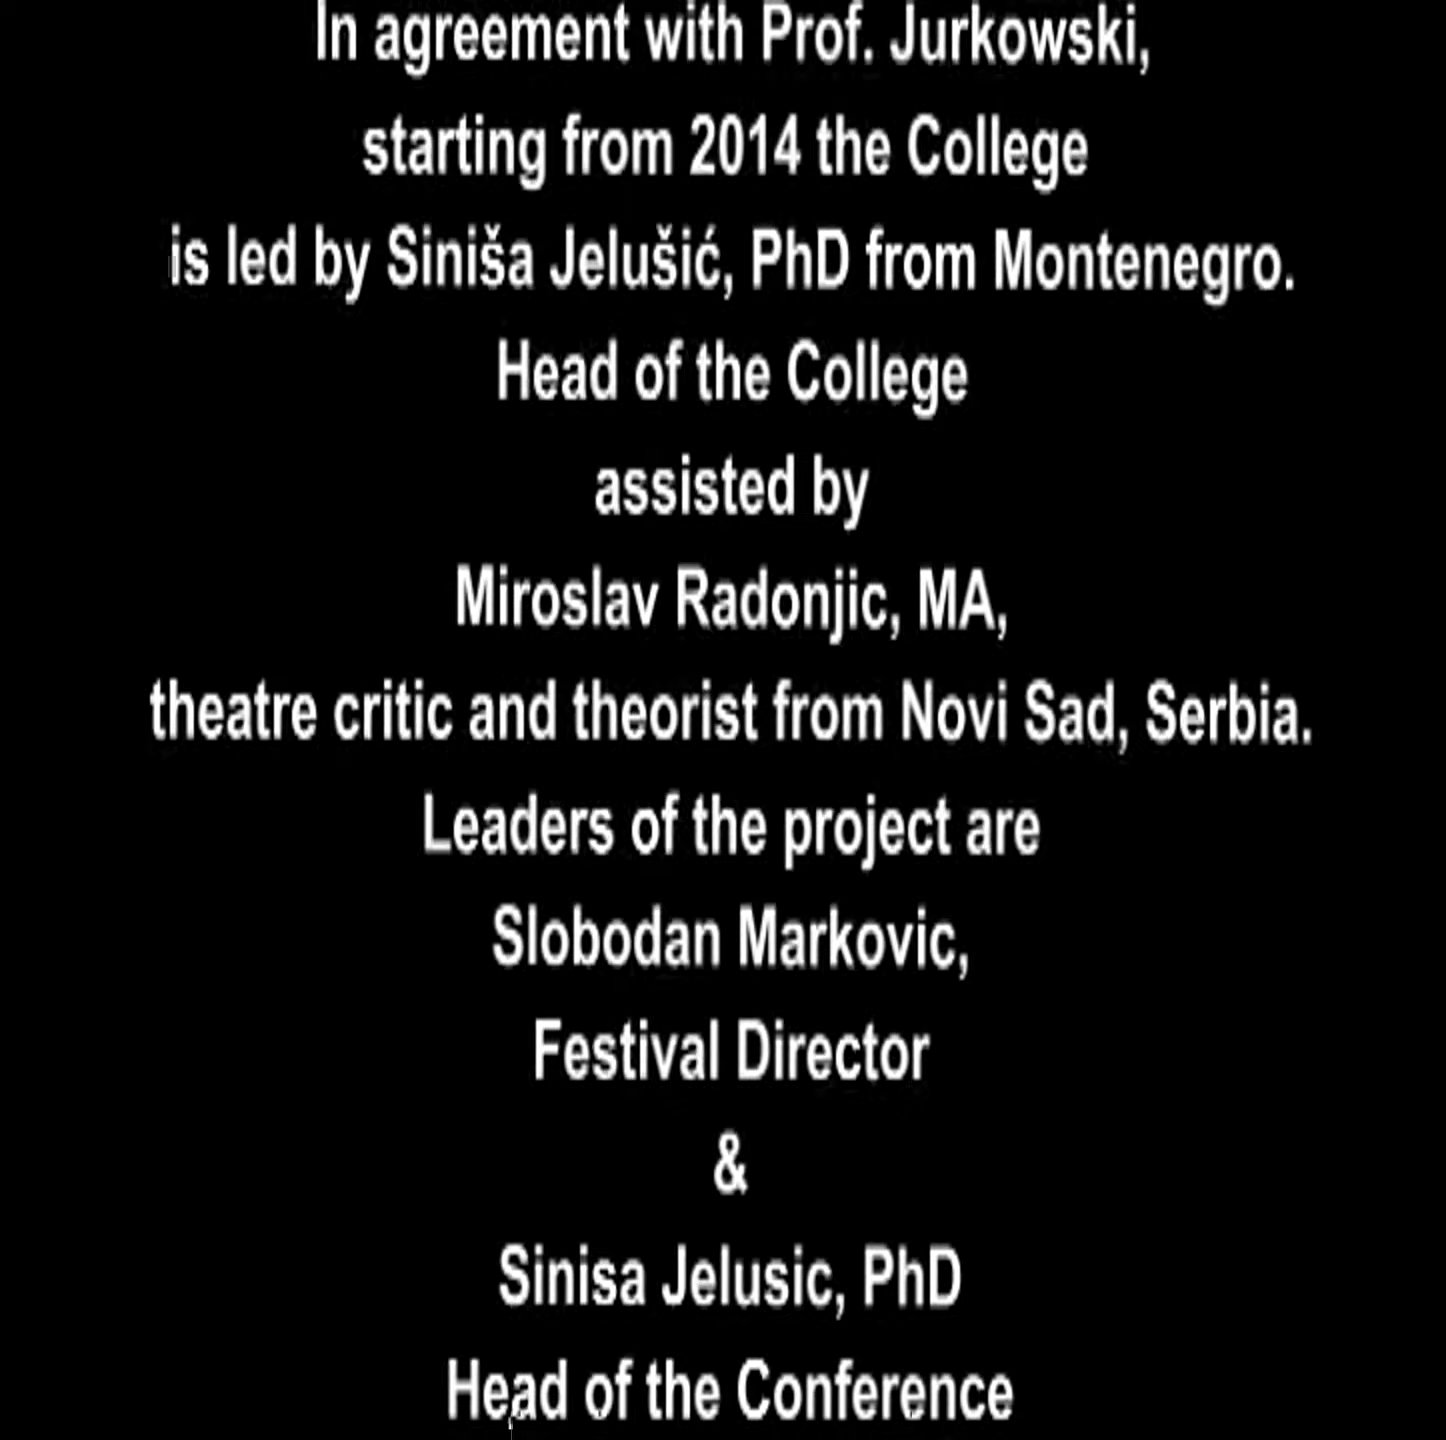 In agreement with Prof. Jurkowski,
starting from 2014 the College
is led by Siniša Jelušić, PhD from Montenegro.
Head of the College
assisted by
Miroslav Radonjic, MA,
theatre critic and theorist from Novi Sad, Serbia.
Leaders of the project are
Slobodan Markovic,
Festival Director
&
Sinisa Jelusic, PhD
Head of the Conference